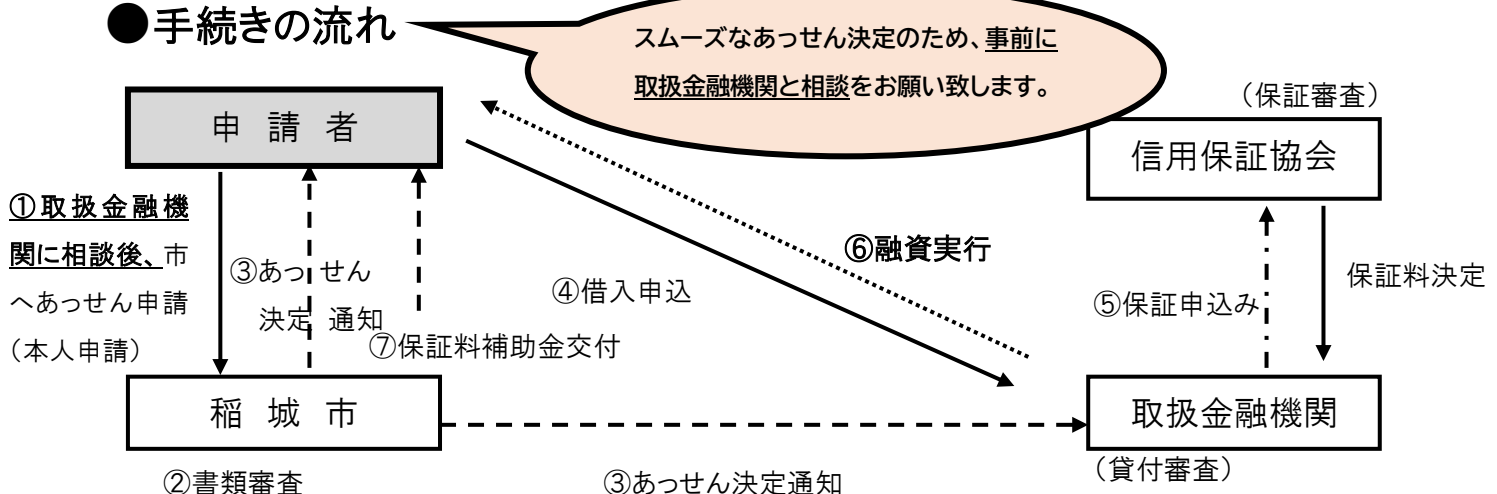 ●手続きの流れ
スムーズなあっせん決定のため、事前に
取扱金融機関と相談をお願い致します。
申 請 者
(保証審査)
信用保証協会
①取扱金融機
関に相談後、市
へあっせん申請
(本人申請)
③あっせん
決定 通知
⑦保証料補助金交付
④借入申込
⑥融資実行
⑤保証申込み
保証料決定
稲 城 市
取扱金融機関
②書類審査
③あっせん決定通知
(貸付審査)